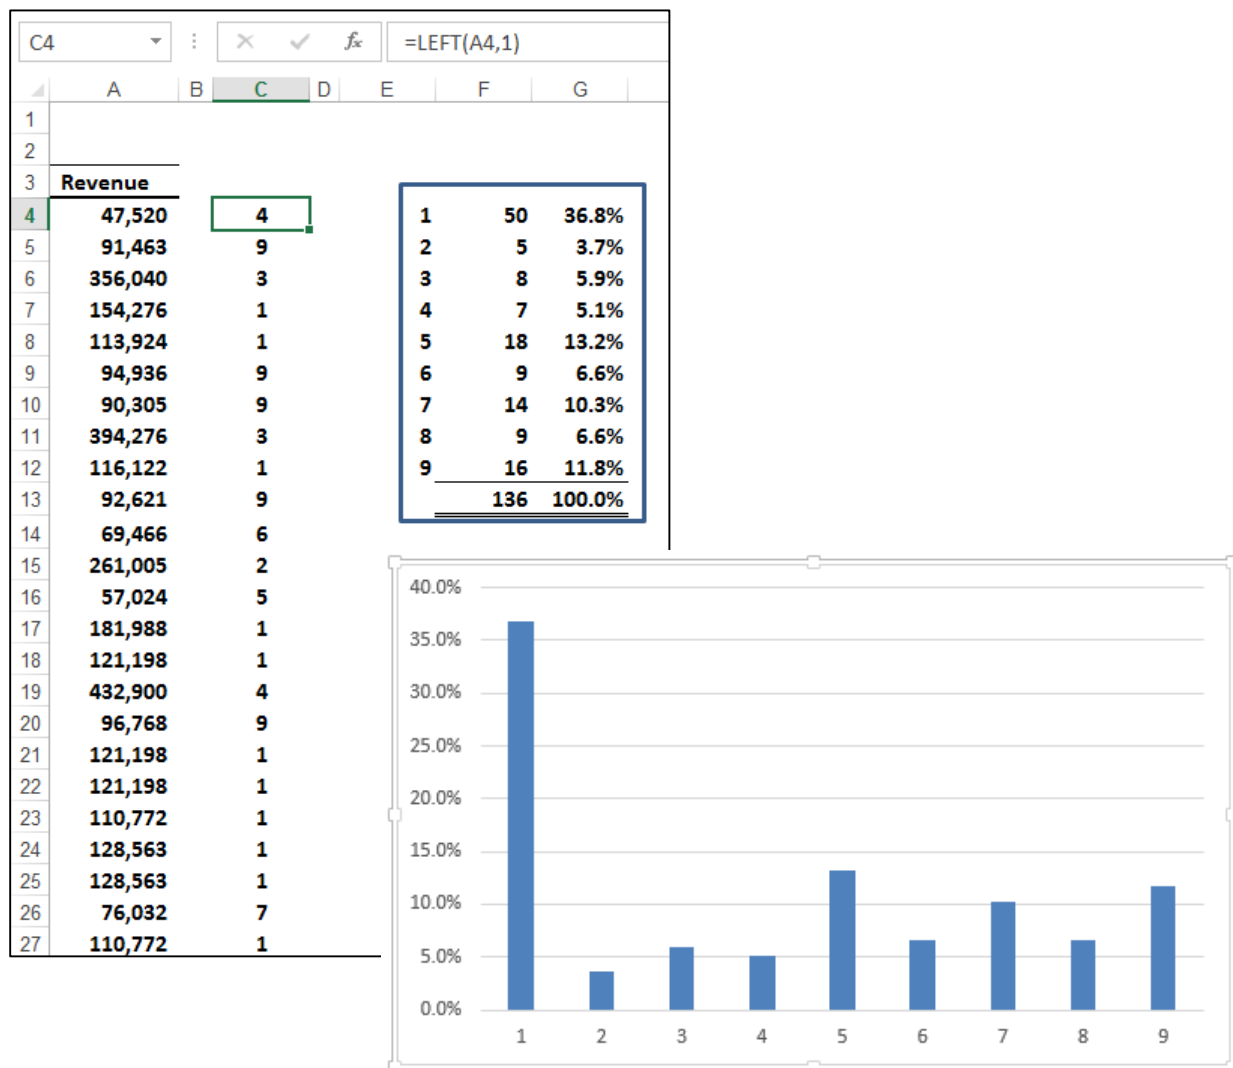 C4 fx =LEFT(A4,1)
A B C D E F G
1
2
3 Revenue
4 47,520 4 1 50 36.8%
5 91,463 9 2 5 3.7%
6 356,040 3 3 8 5.9%
7 154,276 1 4 7 5.1%
8 113,924 1 5 18 13.2%
9 94,936 9 6 9 6.6%
10 90,305 9 7 14 10.3%
11 394,276 3 8 9 6.6%
12 116,122 1 9 16 11.8%
13 92,621 9 136 100.0%
14 69,466 6
15 261,005 2
16 57,024 5
17 181,988 1
18 121,198 1
19 432,900 4
20 96,768 9
21 121,198 1
22 121,198 1
23 110,772 1
24 128,563 1
25 128,563 1
26 76,032 7
27 110,772 1
40.0%
35.0%
30.0%
25.0%
20.0%
15.0%
10.0%
5.0%
0.0%
1 2 3 4 5 6 7 8 9